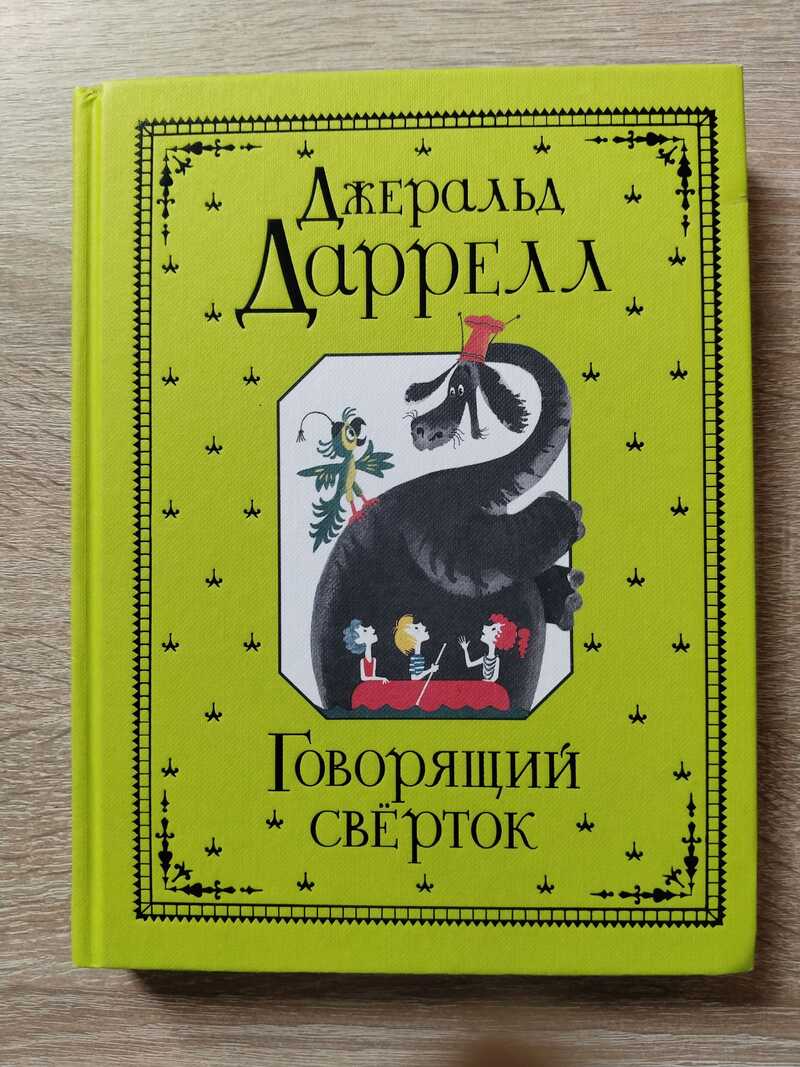 Джеральд
Даррелл
Говорящий
свёрток